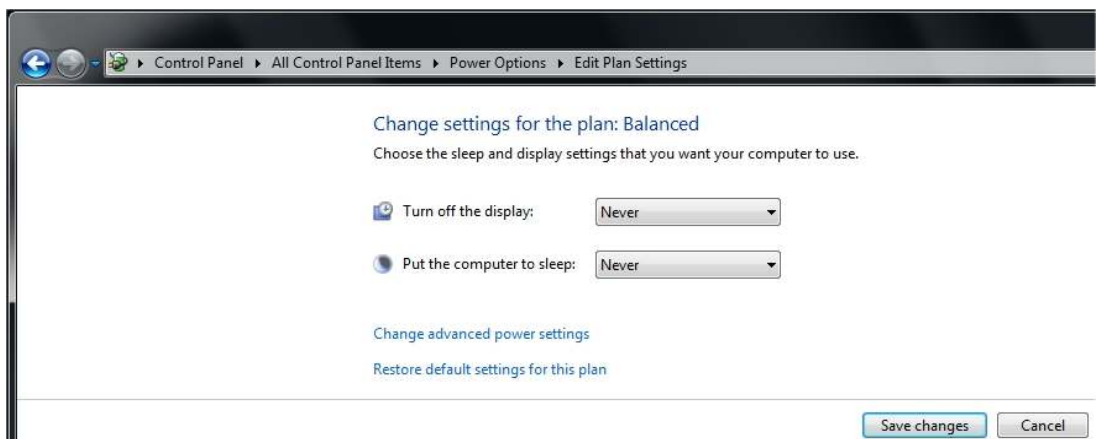 Control Panel ▸ All Control Panel Items ▸ Power Options ▸ Edit Plan Settings
Change settings for the plan: Balanced
Choose the sleep and display settings that you want your computer to use.
Turn off the display: Never
Put the computer to sleep: Never
Change advanced power settings
Restore default settings for this plan
Save changes Cancel